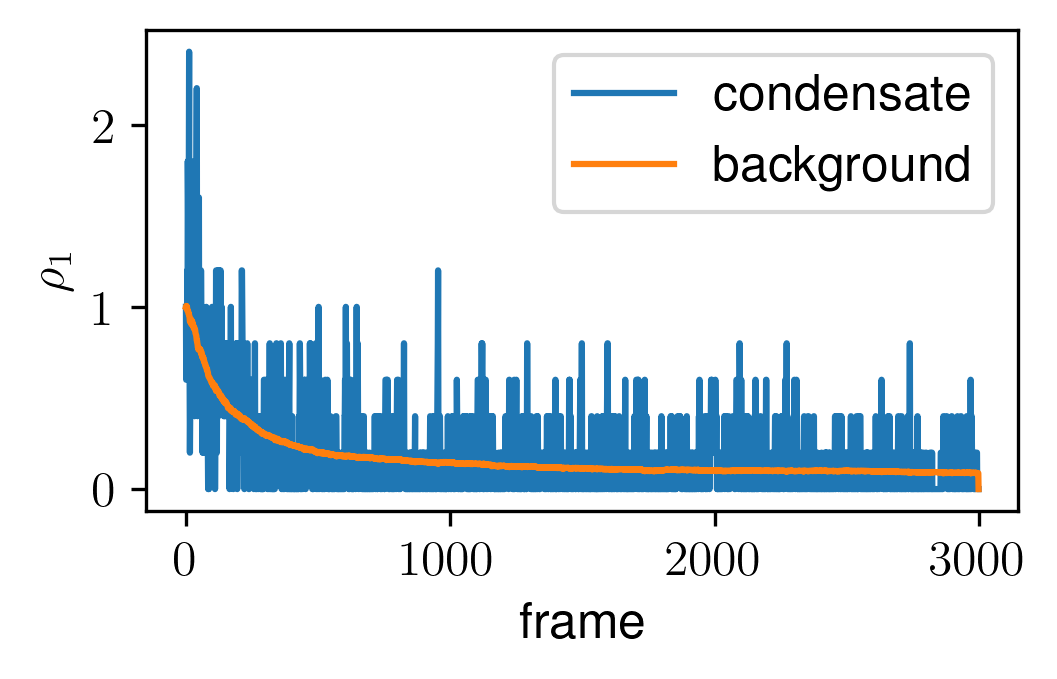 condensate
background
2
1
0
ρ₁
0 1000 2000 3000
frame